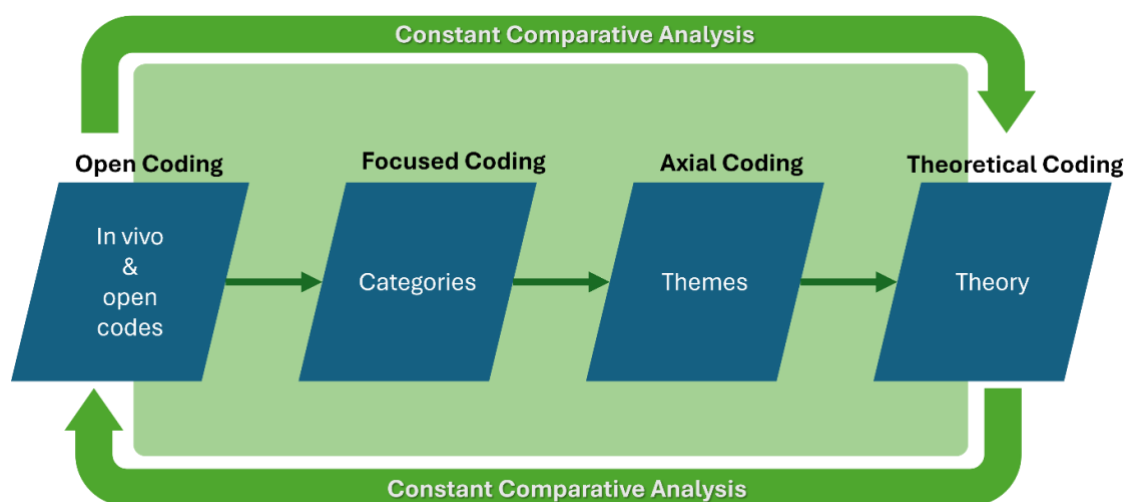 Constant Comparative Analysis
Open Coding
Focused Coding
Axial Coding
Theoretical Coding
In vivo
&
open
codes
Categories
Themes
Theory
Constant Comparative Analysis